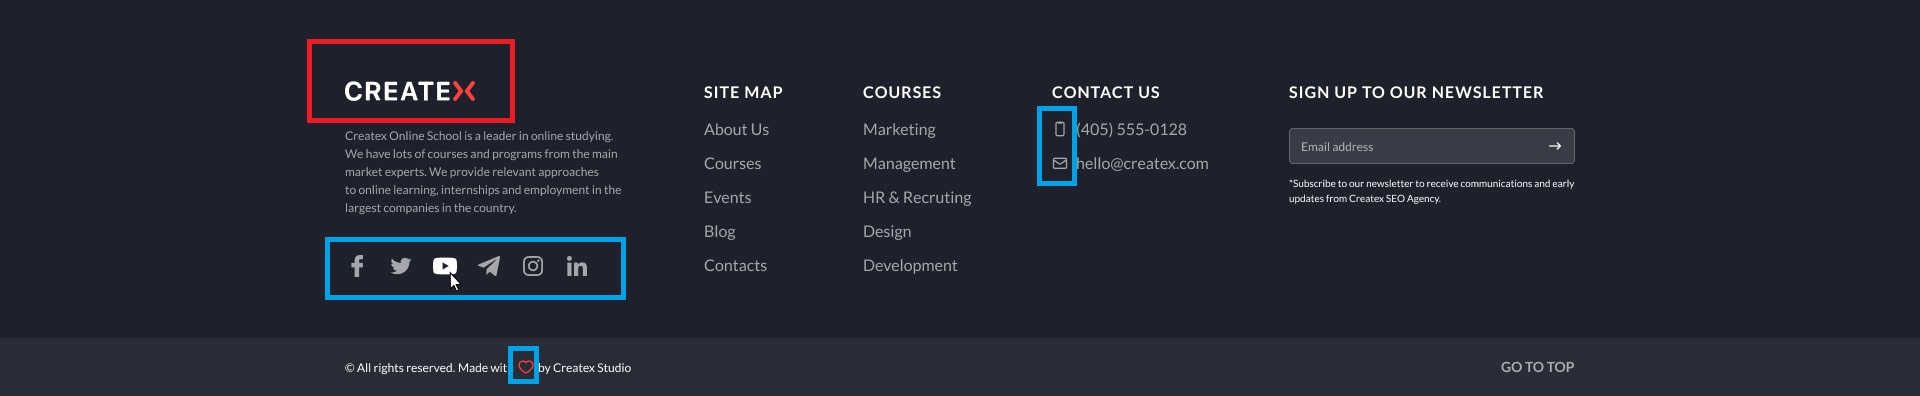 CREATEX
Createx Online School is a leader in online studying.
We have lots of courses and programs from the main
market experts. We provide relevant approaches
to online learning, internships and employment in the
largest companies in the country.
SITE MAP
About Us
Courses
Events
Blog
Contacts
COURSES
Marketing
Management
HR & Recruting
Design
Development
CONTACT US
(405) 555-0128
hello@createx.com
SIGN UP TO OUR NEWSLETTER
Email address
*Subscribe to our newsletter to receive communications and early
updates from Createx SEO Agency.
© All rights reserved. Made with by Createx Studio
GO TO TOP